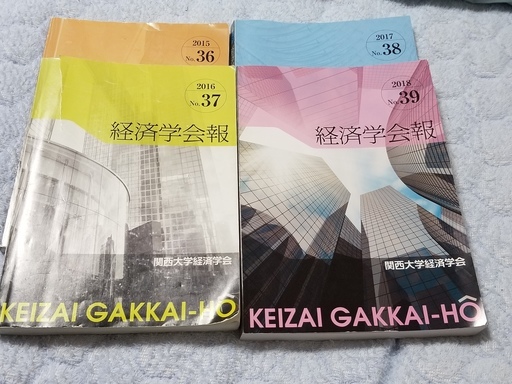 2015
No. 36
2017
No. 38
2016
No. 37
経済学会報
関西大学経済学会
KEIZAI GAKKAI-HÔ
2018
No. 39
経済学会報
関西大学経済学会
KEIZAI GAKKAI-HÔ